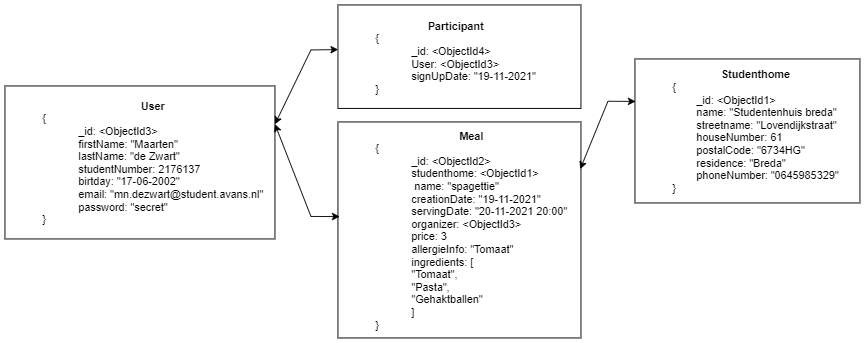 Participant
{
_id: <ObjectId4>
User: <ObjectId3>
signUpDate: "19-11-2021"
}
User
{
_id: <ObjectId3>
firstName: "Maarten"
lastName: "de Zwart"
studentNumber: 2176137
birtday: "17-06-2002"
email: "mn.dezwart@student.avans.nl"
password: "secret"
}
Meal
{
_id: <ObjectId2>
studenthome: <ObjectId1>
name: "spagettie"
creationDate: "19-11-2021"
servingDate: "20-11-2021 20:00"
organizer: <ObjectId3>
price: 3
allergieInfo: "Tomaat"
ingredients: [
"Tomaat",
"Pasta",
"Gehaktballen"
]
}
Studenthome
{
_id: <ObjectId1>
name: "Studentenhuis breda"
streetname: "Lovendijkstraat"
houseNumber: 61
postalCode: "6734HG"
residence: "Breda"
phoneNumber: "0645985329"
}